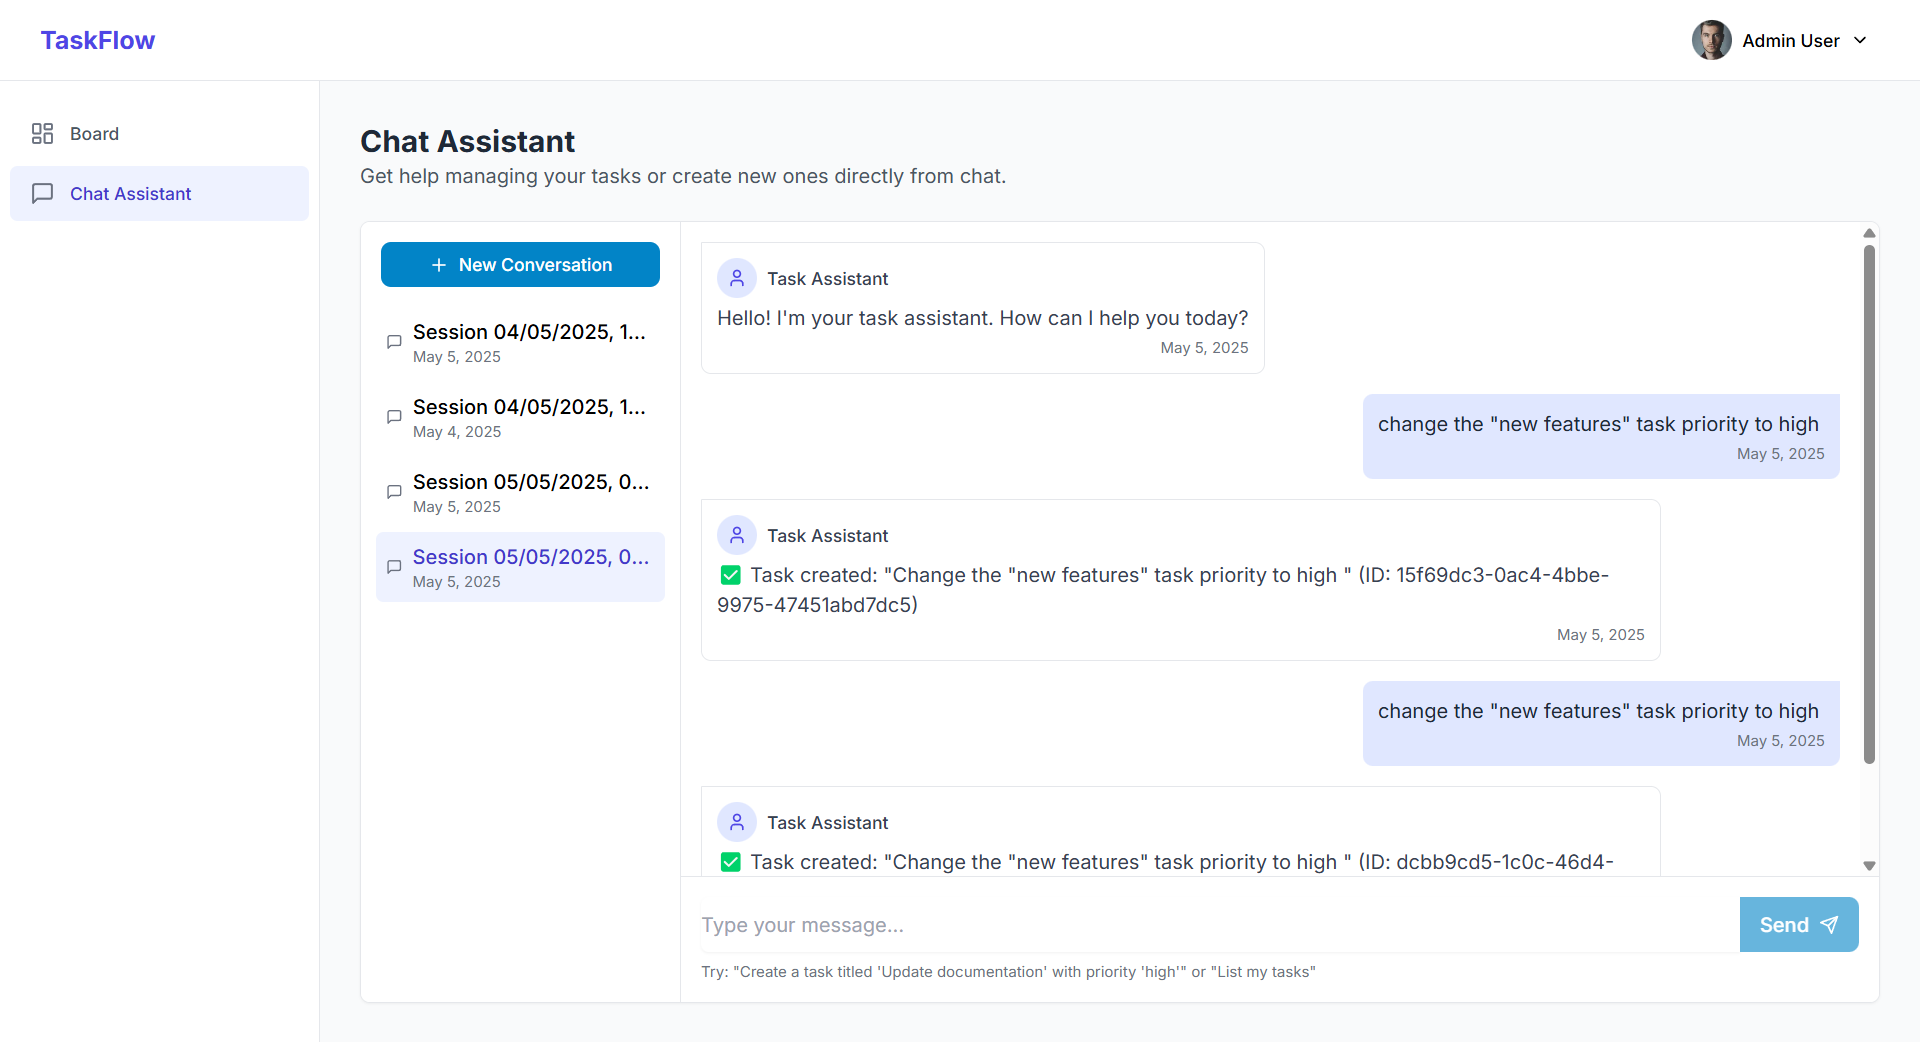 TaskFlow
Admin User
Board
Chat Assistant
Chat Assistant
Get help managing your tasks or create new ones directly from chat.
New Conversation
Session 04/05/2025, 1...
May 5, 2025
Session 04/05/2025, 1...
May 4, 2025
Session 05/05/2025, 0...
May 5, 2025
Session 05/05/2025, 0...
May 5, 2025
Task Assistant
Hello! I'm your task assistant. How can I help you today?
May 5, 2025
change the "new features" task priority to high
May 5, 2025
Task Assistant
✅ Task created: "Change the "new features" task priority to high " (ID: 15f69dc3-0ac4-4bbe-
9975-47451abd7dc5)
May 5, 2025
change the "new features" task priority to high
May 5, 2025
Task Assistant
✅ Task created: "Change the "new features" task priority to high " (ID: dcbb9cd5-1c0c-46d4-
Type your message...
Send
Try: "Create a task titled 'Update documentation' with priority 'high'" or "List my tasks"